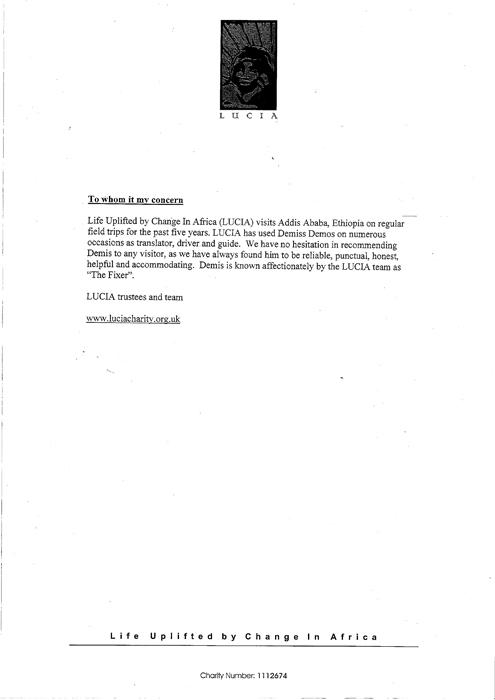 L U C I A
To whom it my concern
Life Uplifted by Change In Africa (LUCIA) visits Addis Ababa, Ethiopia on regular
field trips for the past five years. LUCIA has used Demiss Demos on numerous
occasions as translator, driver and guide.  We have no hesitation in recommending
Demis to any visitor, as we have always found him to be reliable, punctual, honest,
helpful and accommodating.  Demis is known affectionately by the LUCIA team as
“The Fixer”.
LUCIA trustees and team
www.luciacharity.org.uk
Life Uplifted by Change In Africa
Charity Number: 1112674